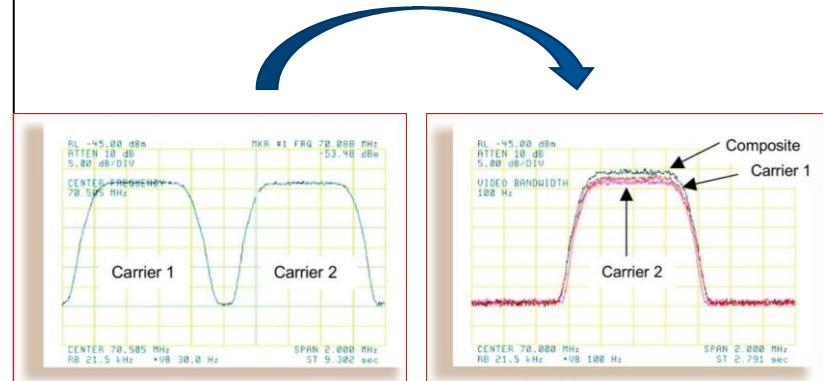 RL -45.00 dBm MKR #1 FRQ 70.088 MHz
ATTEN 10 dB -53.48 dBm
5.00 dB/DIV
CENTER FREQUENCY
70.505 MHz
Carrier 1 Carrier 2
CENTER 70.505 MHz SPAN 2.000 MHz
RB 21.5 kHz *VB 30.0 Hz ST 9.302 sec
RL -45.00 dBm
ATTEN 10 dB
5.00 dB/DIV
VIDEO BANDWIDTH
100 Hz
Composite
Carrier 1
Carrier 2
CENTER 70.000 MHz SPAN 2.000 MHz
RB 21.5 kHz *VB 100 Hz ST 2.791 sec